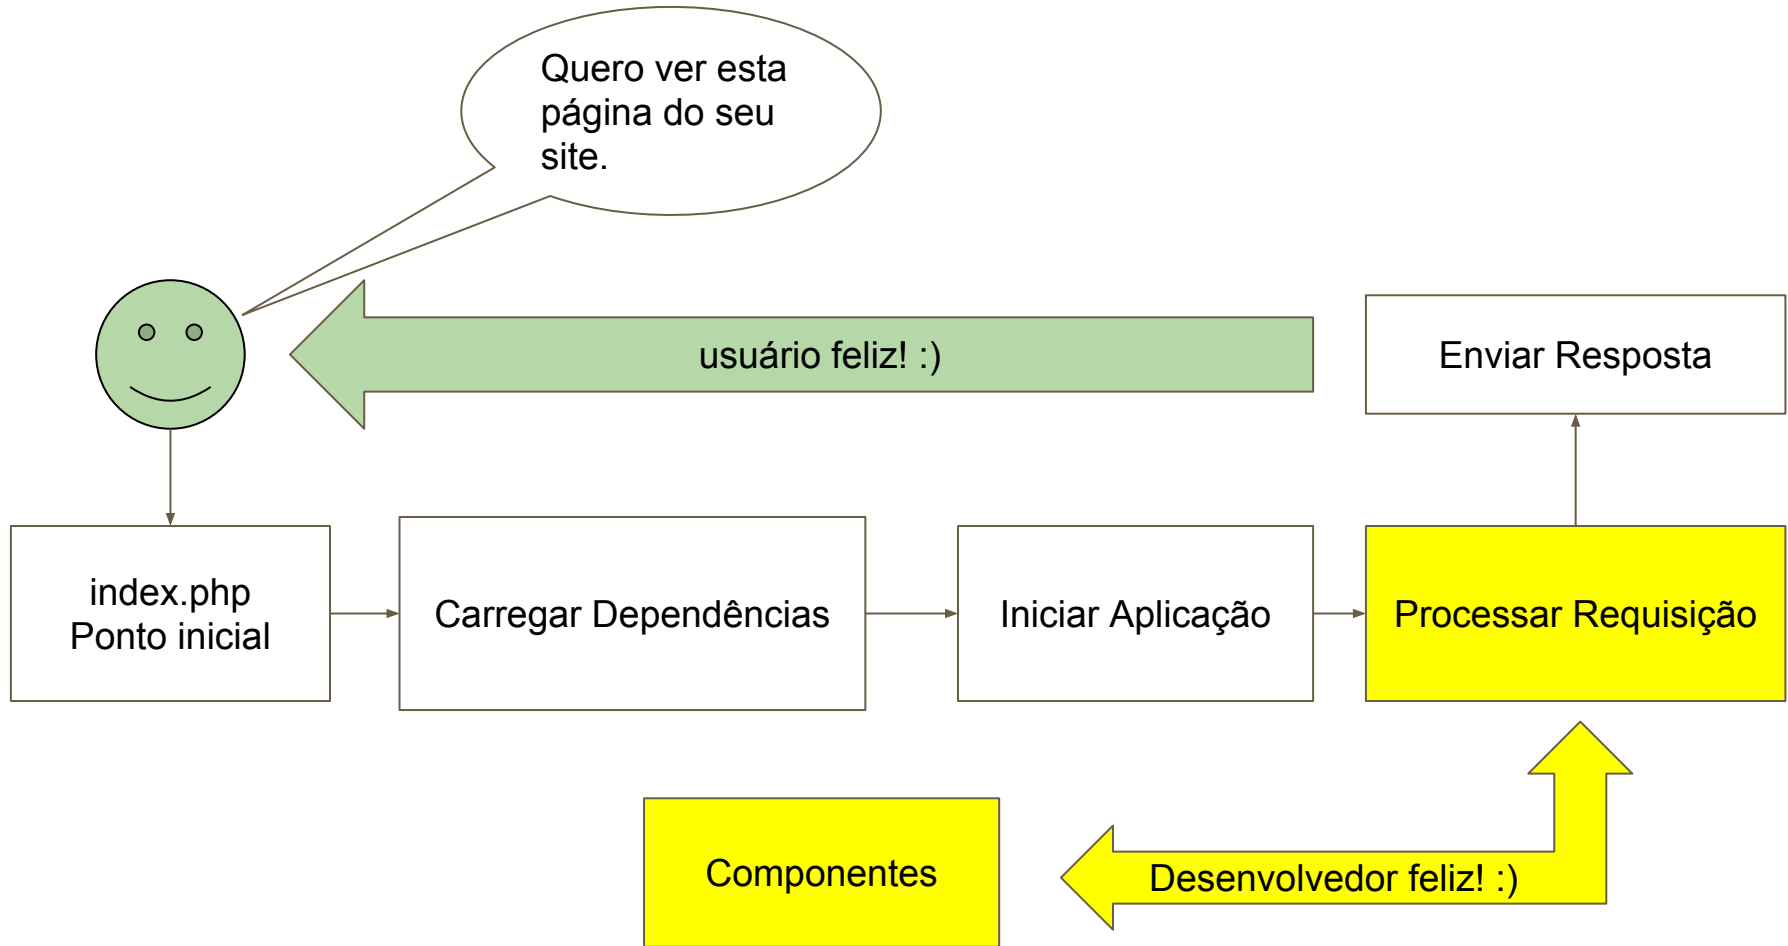 Quero ver esta
página do seu
site.
usuário feliz! :)
Enviar Resposta
index.php
Ponto inicial
Carregar Dependências
Iniciar Aplicação
Processar Requisição
Componentes
Desenvolvedor feliz! :)